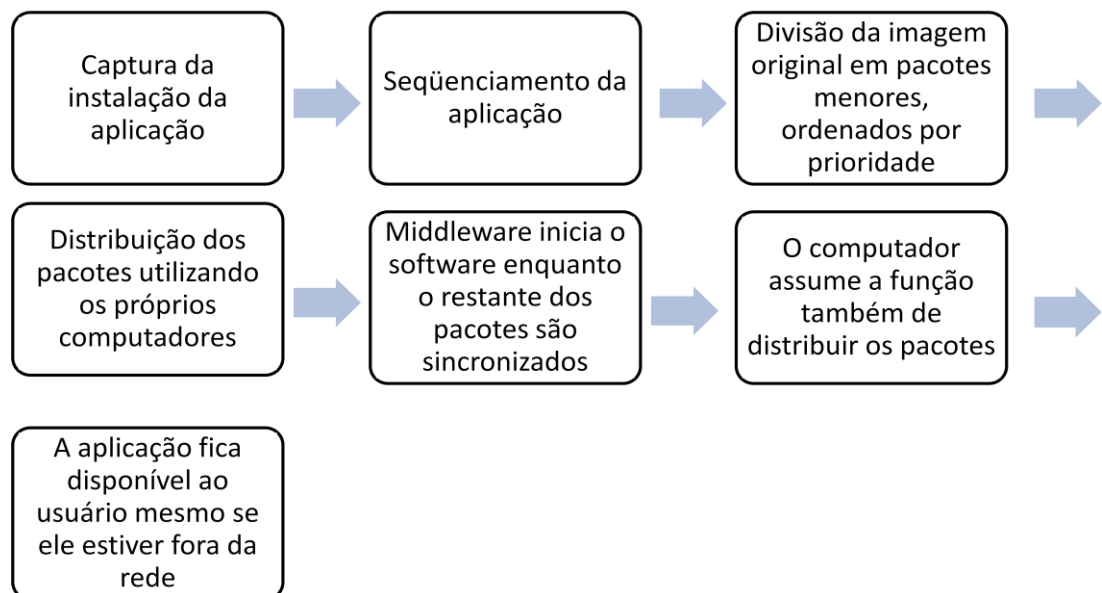 Captura da
instalação da
aplicação
Seqüenciamento da
aplicação
Divisão da imagem
original em pacotes
menores,
ordenados por
prioridade
Distribuição dos
pacotes utilizando
os próprios
computadores
Middleware inicia o
software enquanto
o restante dos
pacotes são
sincronizados
O computador
assume a função
também de
distribuir os pacotes
A aplicação fica
disponível ao
usuário mesmo se
ele estiver fora da
rede